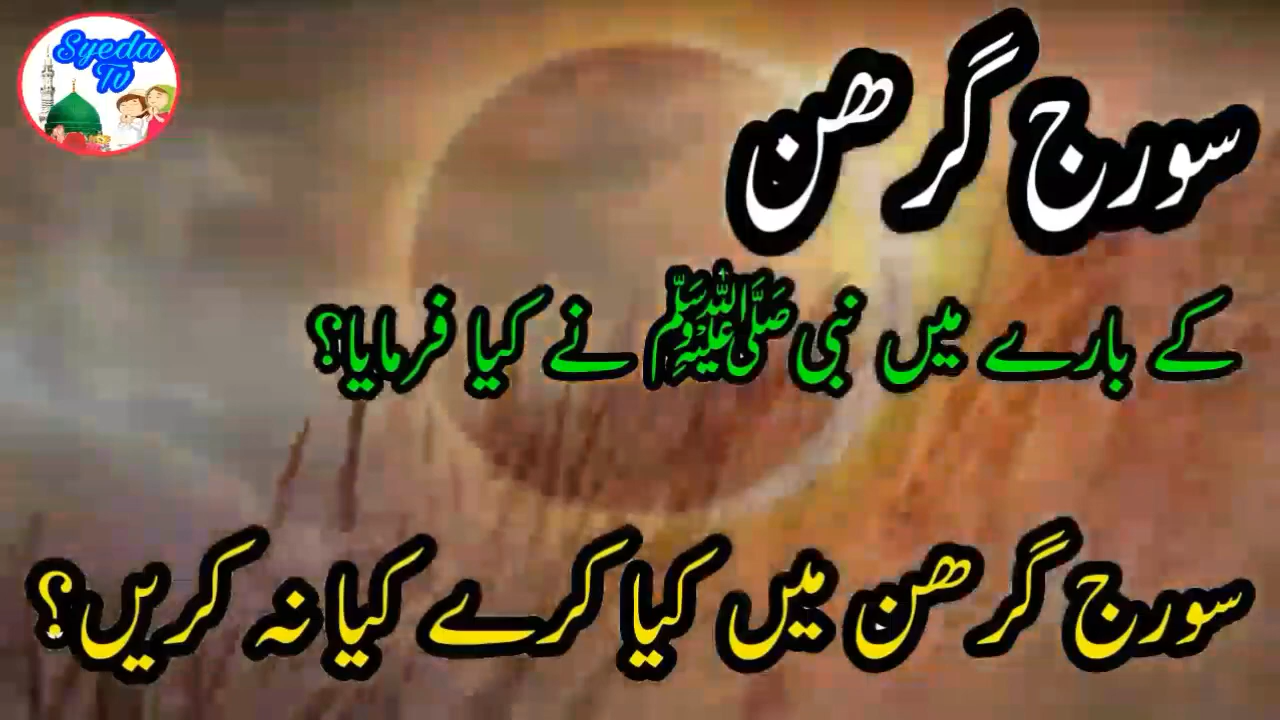 Syeda
Tv
سورج گرھن
کے بارے میں نبی ﷺ نے کیا فرمایا؟
سورج گرھن میں کیا کرے کیا نہ کریں؟